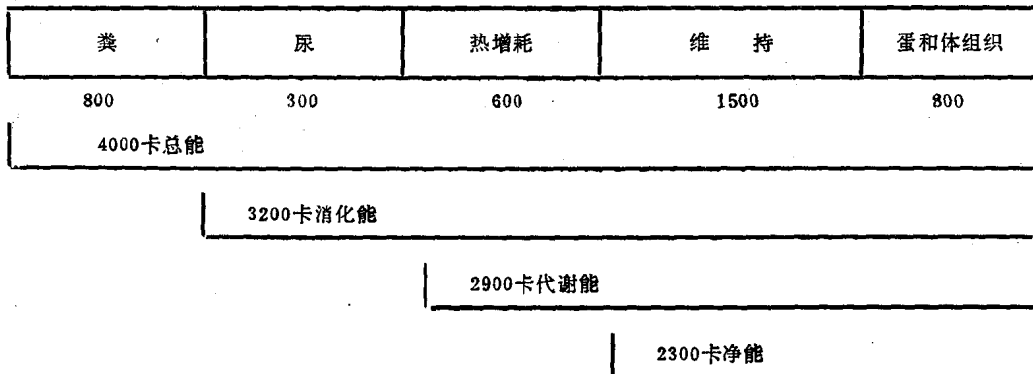 粪 尿 热增耗 维 持 蛋和体组织
800 300 600 1500 800
4000卡总能
3200卡消化能
2900卡代谢能
2300卡净能